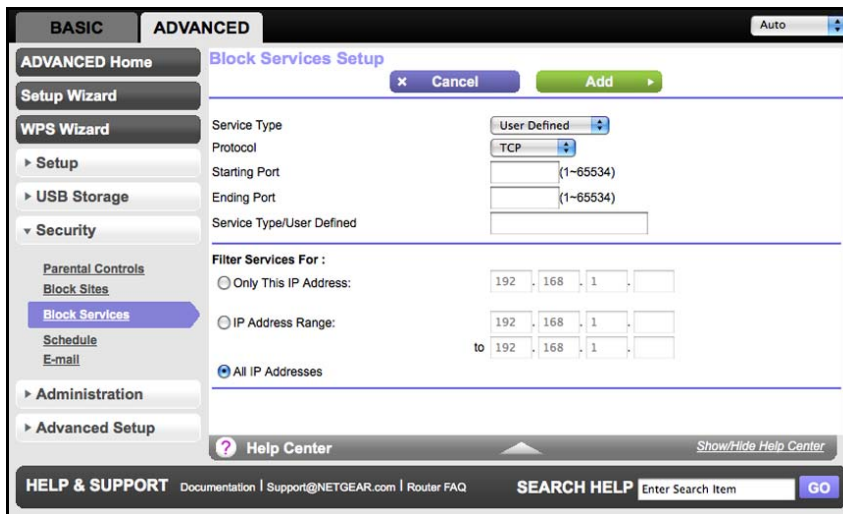 BASIC
ADVANCED
Auto
ADVANCED Home
Setup Wizard
WPS Wizard
Setup
USB Storage
Security
Parental Controls
Block Sites
Block Services
Schedule
E-mail
Administration
Advanced Setup
Block Services Setup
x Cancel
Add
Service Type User Defined
Protocol TCP
Starting Port (1~65534)
Ending Port (1~65534)
Service Type/User Defined
Filter Services For :
Only This IP Address: 192 . 168 . 1 .
IP Address Range: 192 . 168 . 1 .
to 192 . 168 . 1 .
All IP Addresses
? Help Center
Show/Hide Help Center
HELP & SUPPORT Documentation | Support@NETGEAR.com | Router FAQ
SEARCH HELP Enter Search Item GO